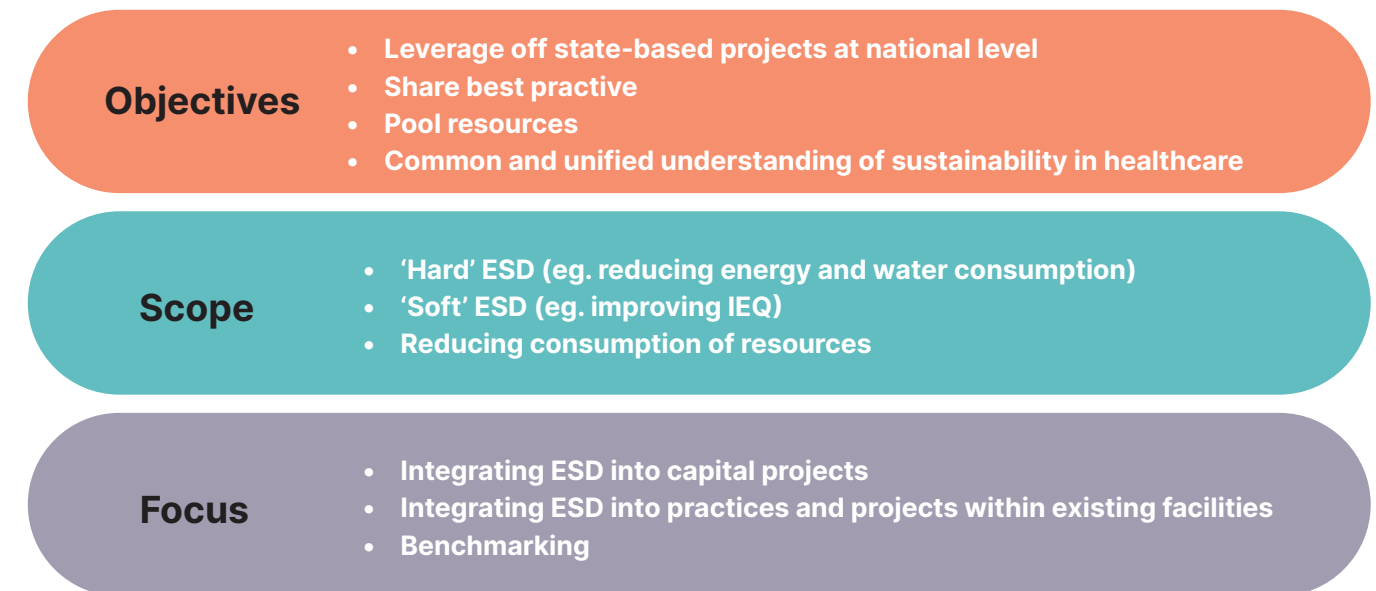 Objectives
• Leverage off state-based projects at national level
• Share best practive
• Pool resources
• Common and unified understanding of sustainability in healthcare
Scope
• ‘Hard’ ESD (eg. reducing energy and water consumption)
• ‘Soft’ ESD (eg. improving IEQ)
• Reducing consumption of resources
Focus
• Integrating ESD into capital projects
• Integrating ESD into practices and projects within existing facilities
• Benchmarking